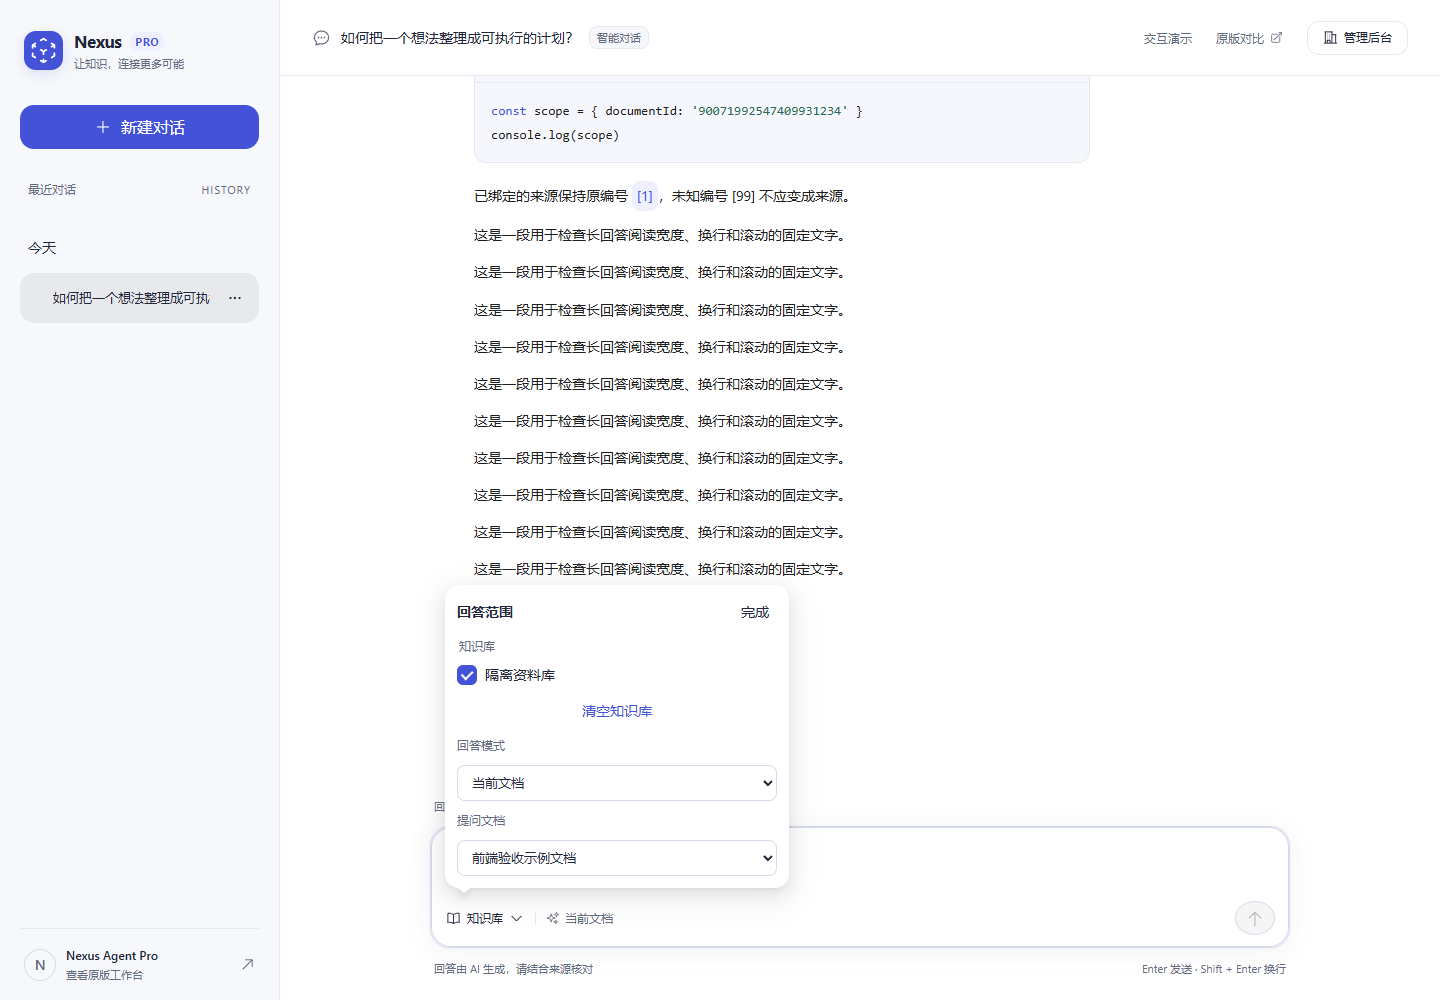 Nexus PRO
让知识，连接更多可能
新建对话
最近对话 HISTORY
今天
如何把一个想法整理成可执
Nexus Agent Pro
查看原版工作台
N
如何把一个想法整理成可执行的计划？ 智能对话
交互演示 原版对比 管理后台
const scope = { documentId: '90071992547409931234' }
console.log(scope)
已绑定的来源保持原编号 [1] ，未知编号 [99] 不应变成来源。
这是一段用于检查长回答阅读宽度、换行和滚动的固定文字。
这是一段用于检查长回答阅读宽度、换行和滚动的固定文字。
这是一段用于检查长回答阅读宽度、换行和滚动的固定文字。
这是一段用于检查长回答阅读宽度、换行和滚动的固定文字。
这是一段用于检查长回答阅读宽度、换行和滚动的固定文字。
这是一段用于检查长回答阅读宽度、换行和滚动的固定文字。
这是一段用于检查长回答阅读宽度、换行和滚动的固定文字。
这是一段用于检查长回答阅读宽度、换行和滚动的固定文字。
这是一段用于检查长回答阅读宽度、换行和滚动的固定文字。
这是一段用于检查长回答阅读宽度、换行和滚动的固定文字。
回答范围 完成
知识库
隔离资料库
清空知识库
回答模式
当前文档
回
提问文档
前端验收示例文档
知识库 当前文档
回答由 AI 生成，请结合来源核对
Enter 发送 · Shift + Enter 换行